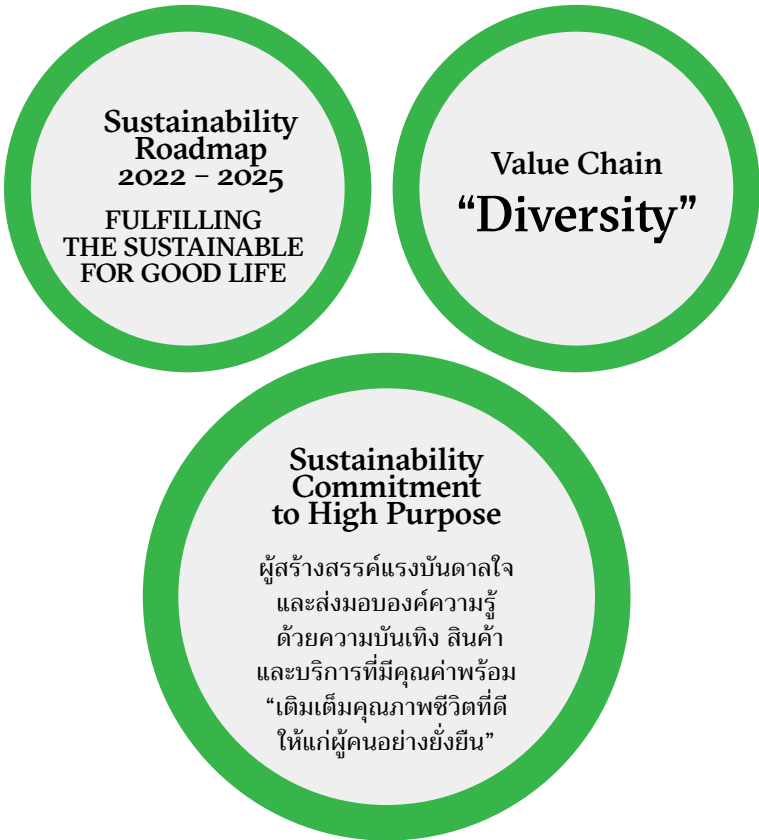 Sustainability
Roadmap
2022 – 2025
FULFILLING
THE SUSTAINABLE
FOR GOOD LIFE
Value Chain
“Diversity”
Sustainability
Commitment
to High Purpose
ผู้สร้างสรรค์แรงบันดาลใจ
และส่งมอบองค์ความรู้
ด้วยความบันเทิง สินค้า
และบริการที่มีคุณค่าพร้อม
“เติมเต็มคุณภาพชีวิตที่ดี
ให้แก่ผู้คนอย่างยั่งยืน”